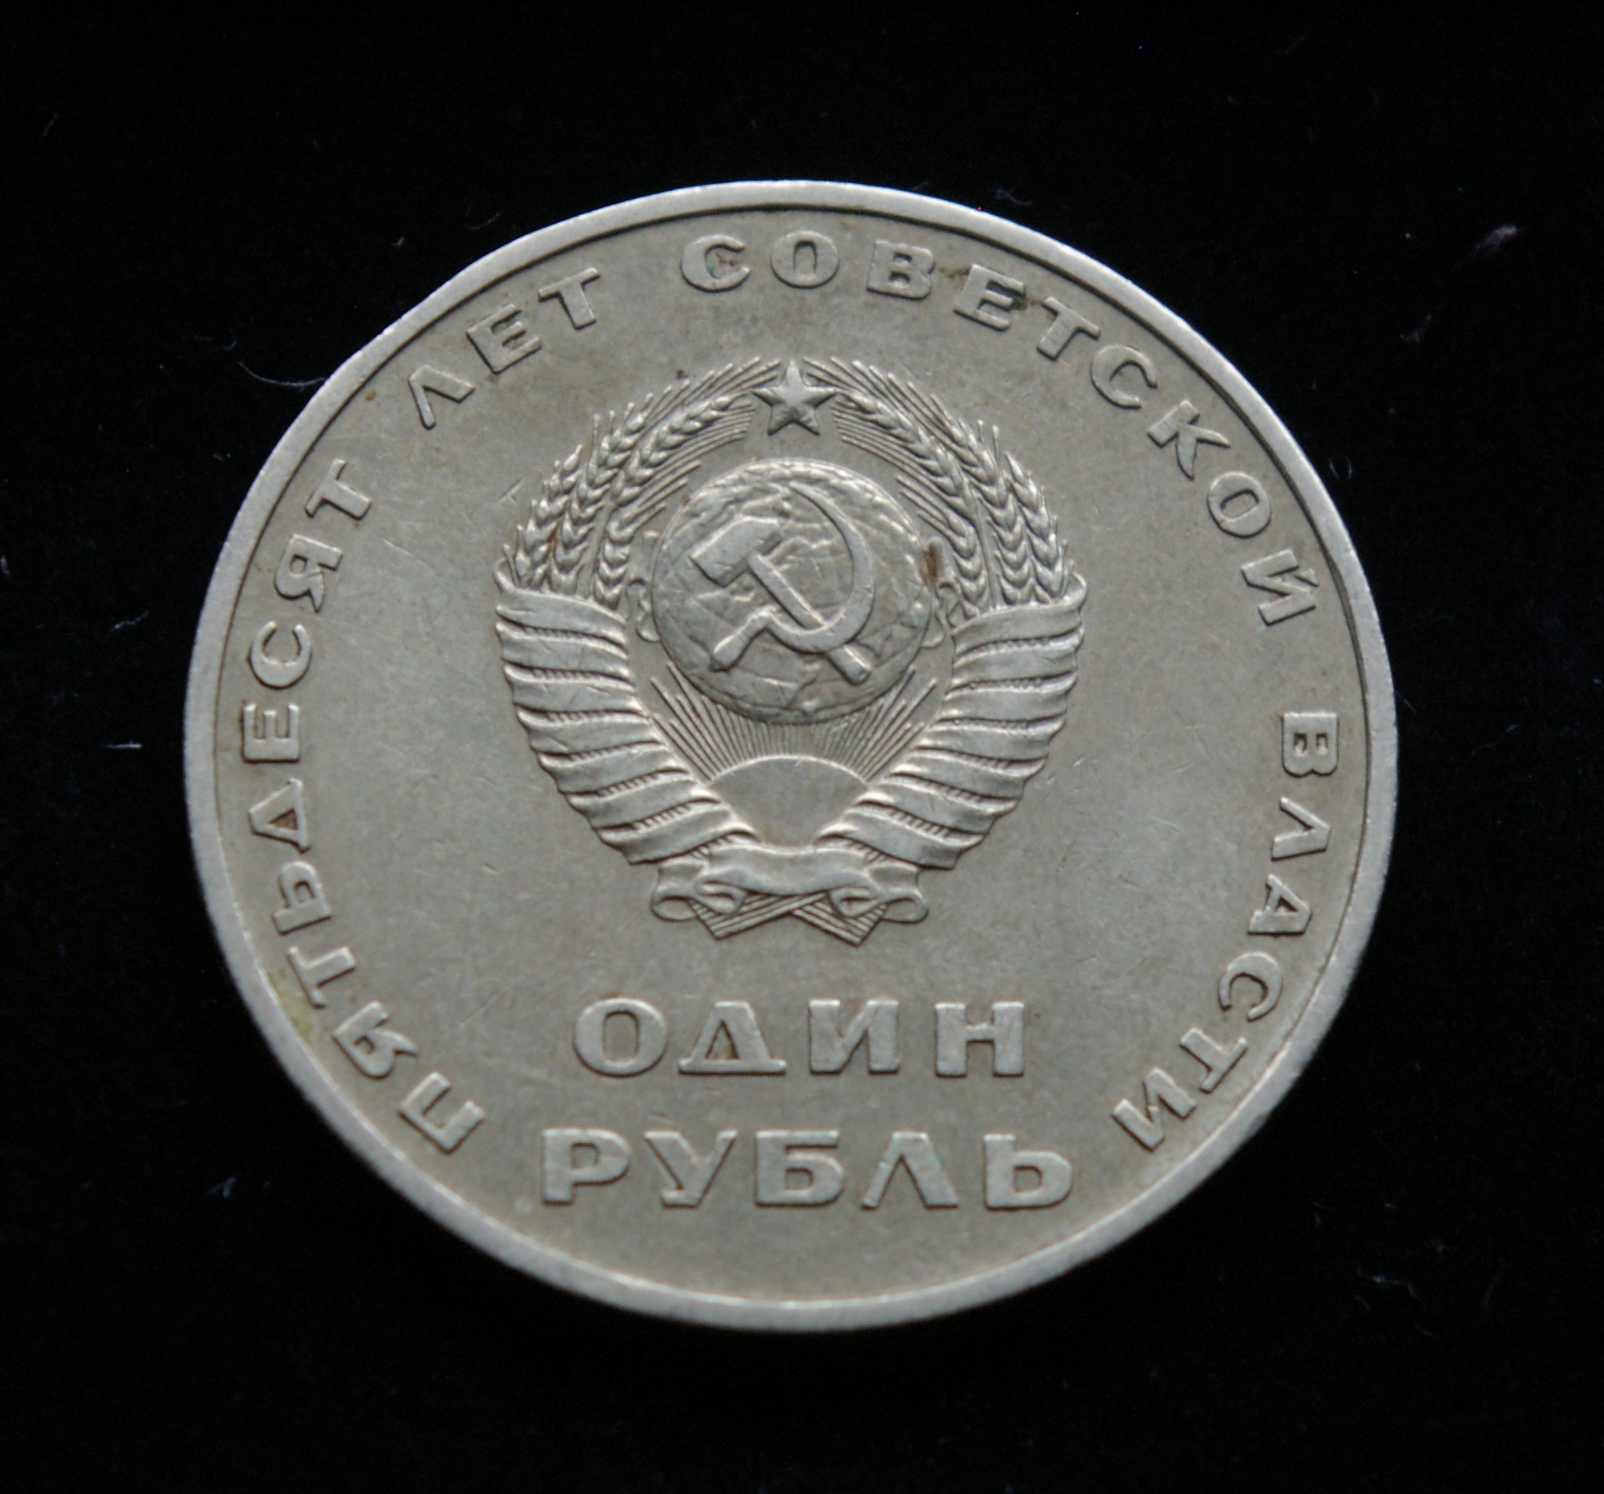 ПЯТЬДЕСЯТ ЛЕТ СОВЕТСКОЙ ВЛАСТИ
ОДИН
РУБЛЬ